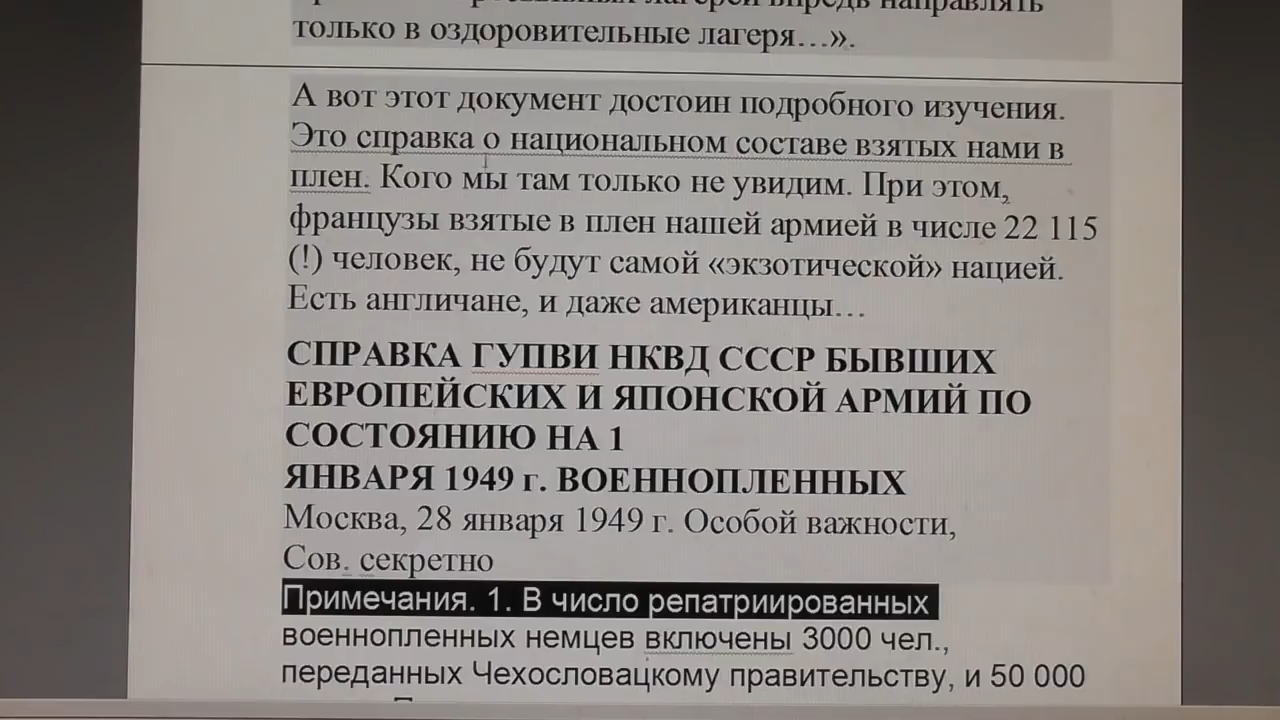 направлять
только в оздоровительные лагеря…».
А вот этот документ достоин подробного изучения.
Это справка о национальном составе взятых нами в
плен. Кого мы там только не увидим. При этом,
французы взятые в плен нашей армией в числе 22 115
(!) человек, не будут самой «экзотической» нацией.
Есть англичане, и даже американцы…
СПРАВКА ГУПВИ НКВД СССР БЫВШИХ
ЕВРОПЕЙСКИХ И ЯПОНСКОЙ АРМИЙ ПО
СОСТОЯНИЮ НА 1
ЯНВАРЯ 1949 г. ВОЕННОПЛЕННЫХ
Москва, 28 января 1949 г. Особой важности,
Сов. секретно
Примечания. 1. В число репатриированных
военнопленных немцев включены 3000 чел.,
переданных Чехословацкому правительству, и 50 000